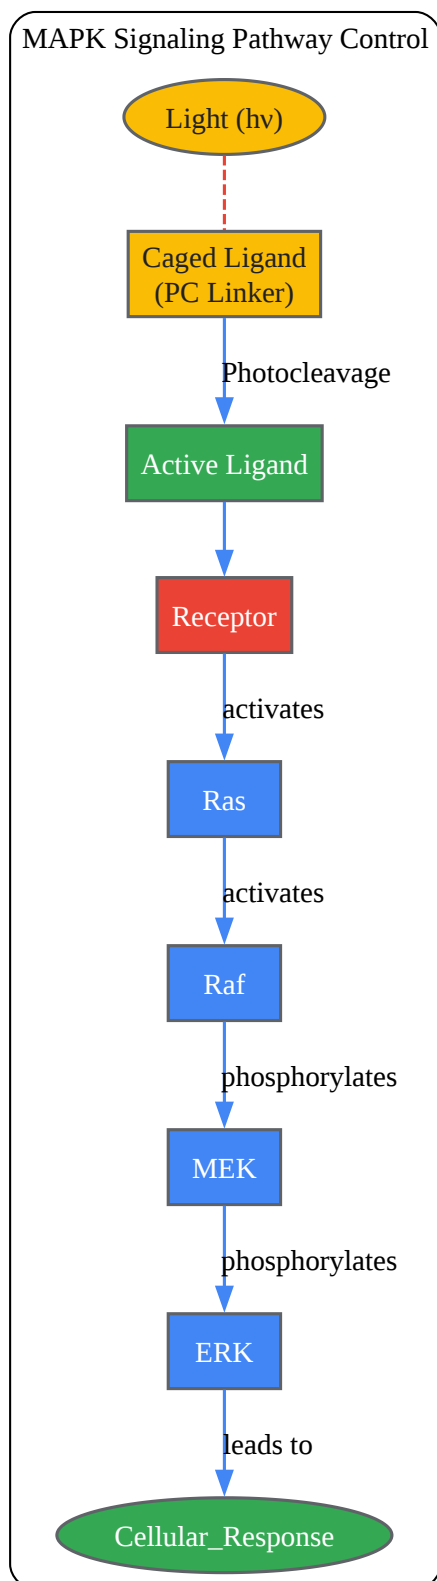 MAPK Signaling Pathway Control
Light (hν)
Caged Ligand
(PC Linker)
Photocleavage
Active Ligand
Receptor
activates
Ras
activates
Raf
phosphorylates
MEK
phosphorylates
ERK
leads to
Cellular_Response